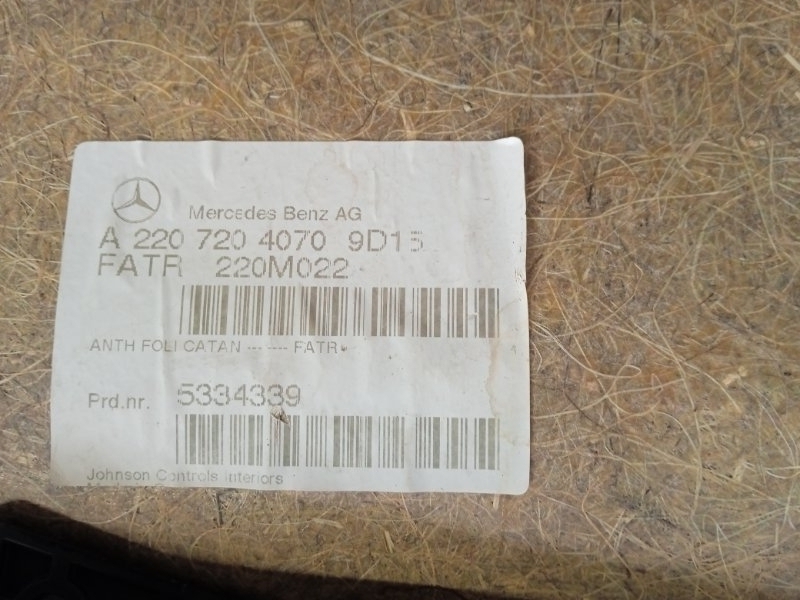 Mercedes Benz AG
A 220 720 4070 9D15
FATR 220M022
ANTH FOLI CATAN --- ---- FATR
Prd.nr. 5334339
Johnson Controls Interiors